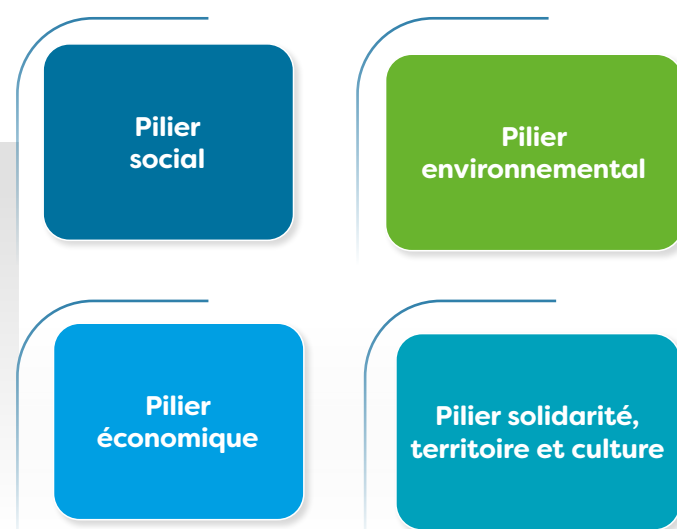 Pilier
social
Pilier
environnemental
Pilier
économique
Pilier solidarité,
territoire et culture